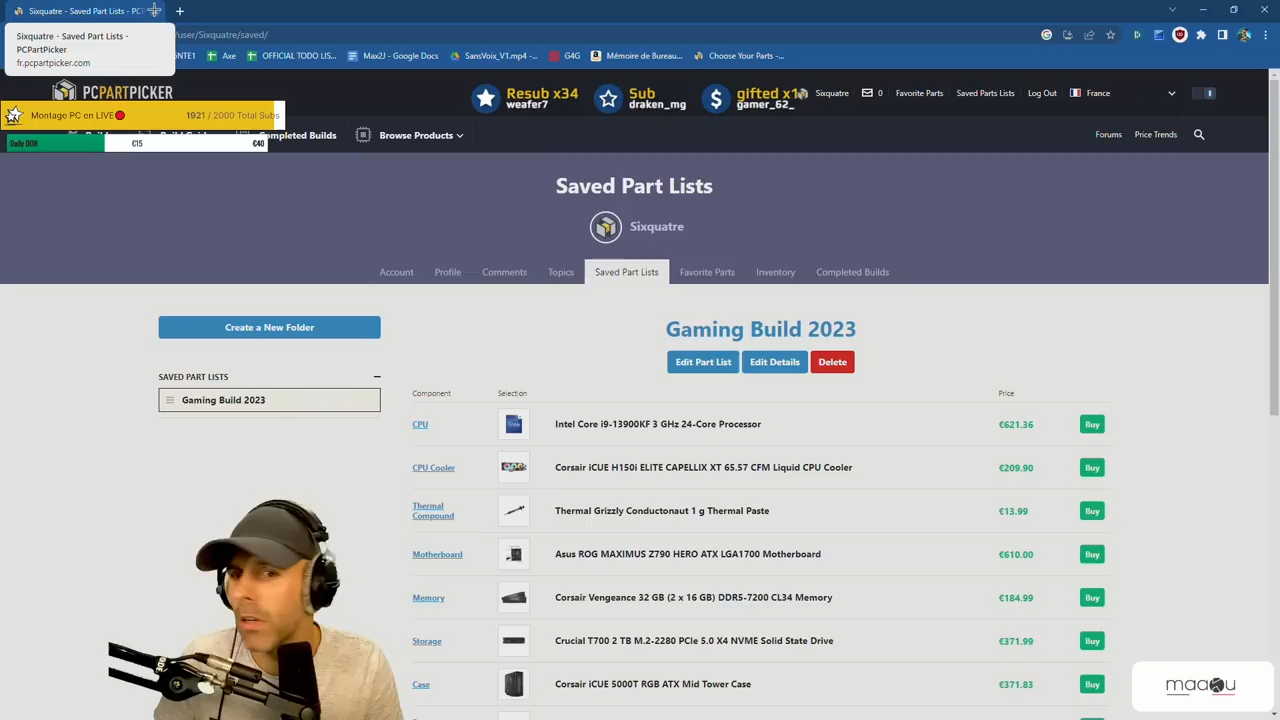 Sixquatre - Saved Part Lists - PC
user/Sixquatre/saved/
Sixquatre - Saved Part Lists -
PCPartPicker
fr.pcpartpicker.com
NTE1
Axe
OFFICIAL TODO LIS...
Max2J - Google Docs
SansVoix_V1.mp4 -...
G4G
Mémoire de Bureau...
Choose Your Parts -...
PCPARTPICKER
Resub x34
weafer7
Sub
draken_mg
gifted x1
gamer_62_
Sixquatre
0
Favorite Parts
Saved Part Lists
Log Out
France
Montage PC en LIVE
1921 / 2000 Total Subs
Completed Builds
Browse Products
Forums
Price Trends
Daily DON
€15
€40
Saved Part Lists
Sixquatre
Account
Profile
Comments
Topics
Saved Part Lists
Favorite Parts
Inventory
Completed Builds
Create a New Folder
SAVED PART LISTS
Gaming Build 2023
Gaming Build 2023
Edit Part List
Edit Details
Delete
Component
Selection
Price
CPU
Intel Core i9-13900KF 3 GHz 24-Core Processor
€621.36
Buy
CPU Cooler
Corsair iCUE H150i ELITE CAPELLIX XT 65.57 CFM Liquid CPU Cooler
€209.90
Buy
Thermal
Compound
Thermal Grizzly Conductonaut 1 g Thermal Paste
€13.99
Buy
Motherboard
Asus ROG MAXIMUS Z790 HERO ATX LGA1700 Motherboard
€610.00
Buy
Memory
Corsair Vengeance 32 GB (2 x 16 GB) DDR5-7200 CL34 Memory
€184.99
Buy
Storage
Crucial T700 2 TB M.2-2280 PCIe 5.0 X4 NVME Solid State Drive
€371.99
Buy
Case
Corsair iCUE 5000T RGB ATX Mid Tower Case
€371.83
Buy